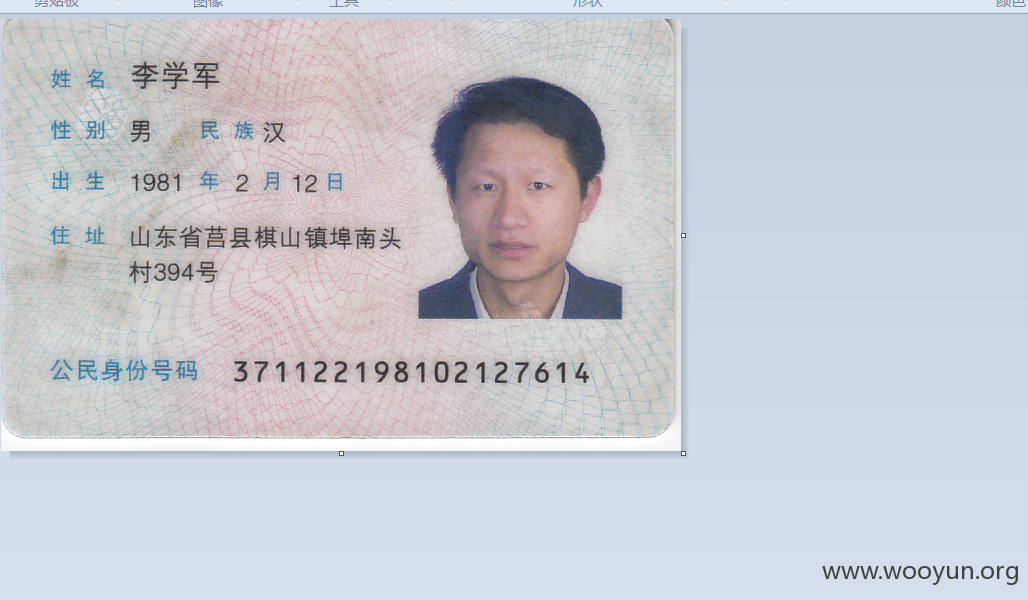 剪贴板 图像 工具 形状 颜色
姓 名 李学军
性 别 男 民 族 汉
出 生 1981 年 2 月 12 日
住 址 山东省莒县棋山镇埠南头
村394号
公民身份号码 371122198102127614
www.wooyun.org